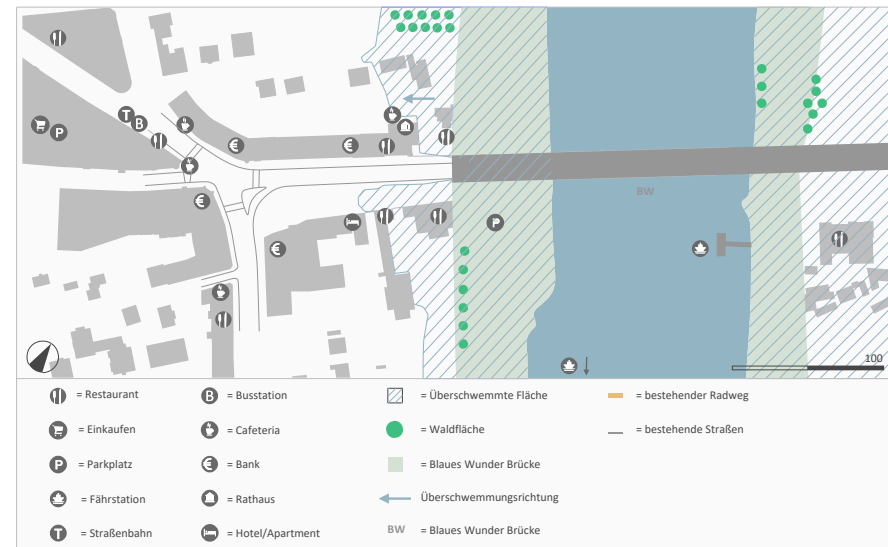 T
B
P
€
€
€
€
P
BW
100
= Restaurant
B = Busstation
= Überschwemmte Fläche
= bestehender Radweg
= Einkaufen
= Cafeteria
= Waldfläche
= bestehende Straßen
P = Parkplatz
€ = Bank
= Blaues Wunder Brücke
= Fährstation
= Rathaus
Überschwemmungsrichtung
T = Straßenbahn
= Hotel/Apartment
BW = Blaues Wunder Brücke